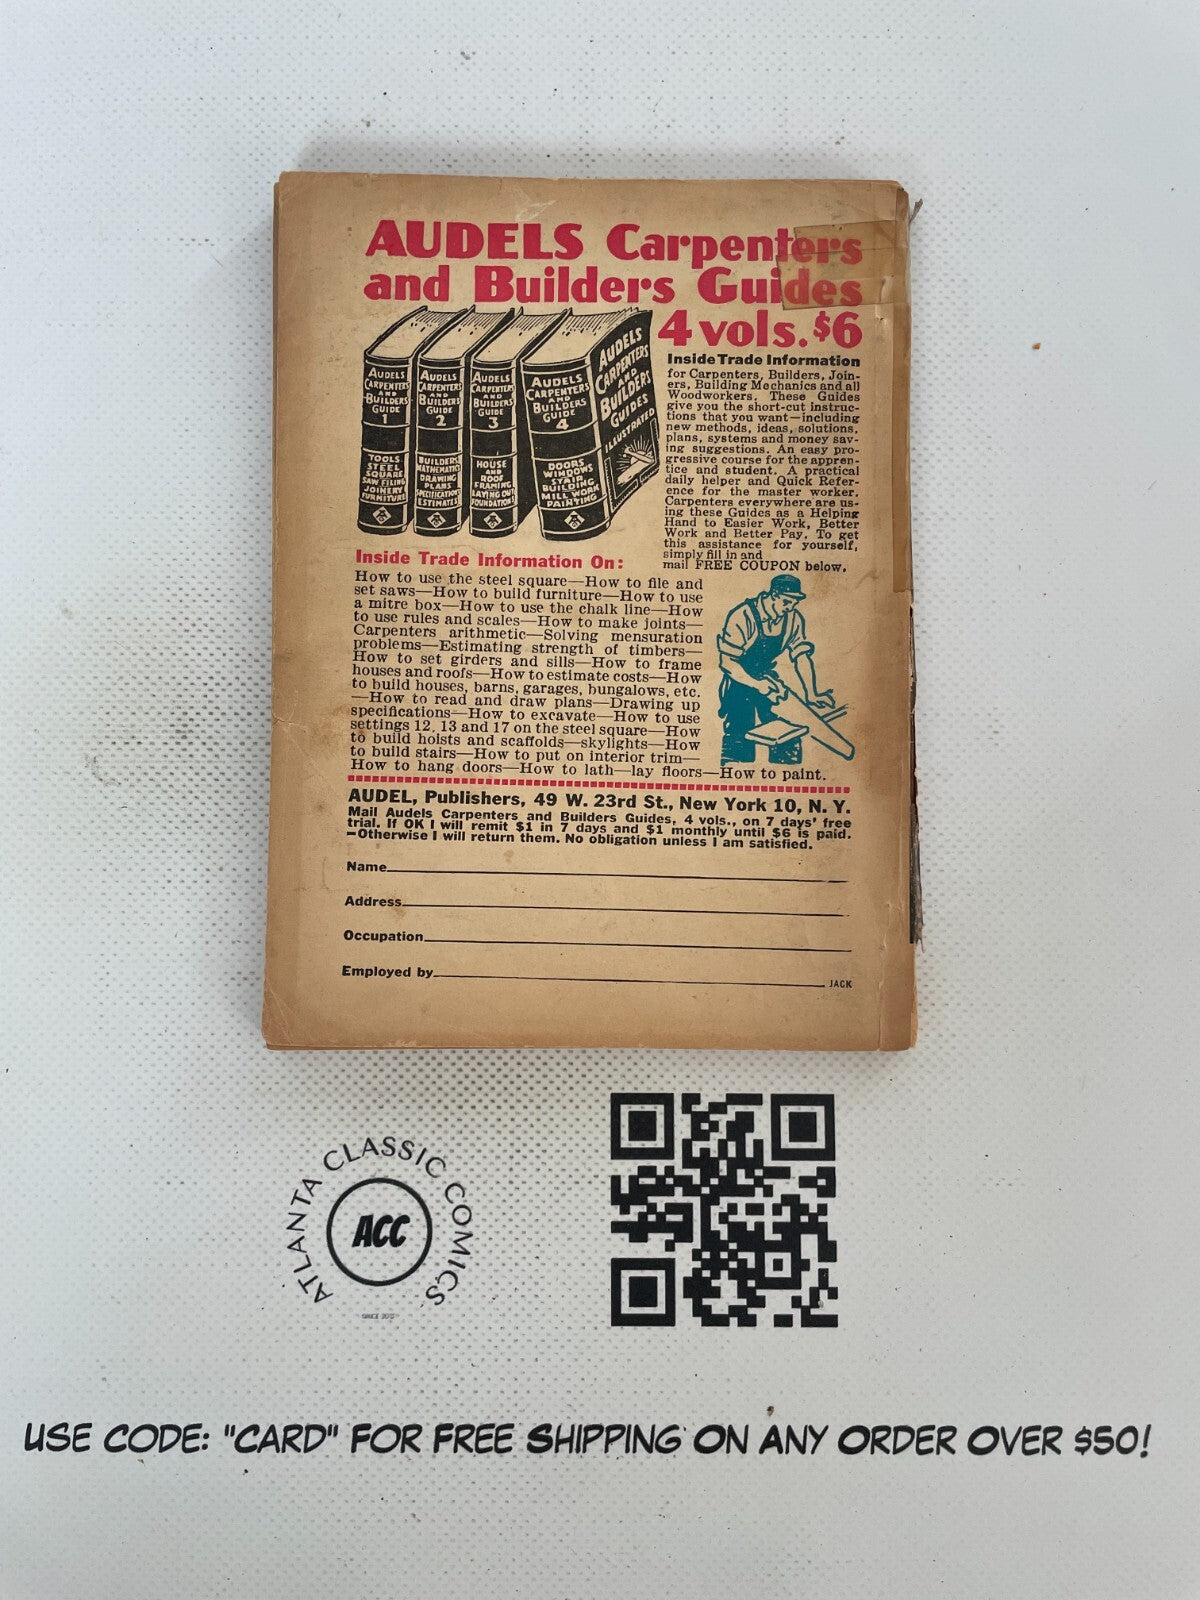 AUDELS Carpenters
and Builders Guides
4 vols. $6
AUDELS
CARPENTERS
AND
BUILDERS
GUIDE
1
TOOLS
STEEL
SQUARE
SAW FILING
JOINERY
FURNITURE
AUDELS
CARPENTERS
AND
BUILDERS
GUIDE
2
BUILDERS
MATHEMATICS
DRAWING
PLANS
SPECIFICATIONS
ESTIMATES
AUDELS
CARPENTERS
AND
BUILDERS
GUIDE
3
HOUSE
AND
ROOF
FRAMING
LAYING OUT
FOUNDATIONS
AUDELS
CARPENTERS
AND
BUILDERS
GUIDE
4
DOORS
WINDOWS
STAIR
BUILDING
MILL WORK
PAINTING
AUDELS
CARPENTERS
AND
BUILDERS
GUIDES
ILLUSTRATED
Inside Trade Information
for Carpenters, Builders, Join-
ers, Building Mechanics and all
Woodworkers. These Guides
give you the short-cut instruc-
tions that you want—including
new methods, ideas, solutions,
plans, systems and money sav-
ing suggestions. An easy pro-
gressive course for the appren-
tice and student. A practical
daily helper and Quick Refer-
ence for the master worker.
Carpenters everywhere are us-
ing these Guides as a Helping
Hand to Easier Work, Better
Work and Better Pay. To get
this assistance for yourself,
simply fill in and
mail FREE COUPON below.
Inside Trade Information On:
How to use the steel square—How to file and
set saws—How to build furniture—How to use
a mitre box—How to use the chalk line—How
to use rules and scales—How to make joints—
Carpenters arithmetic—Solving mensuration
problems—Estimating strength of timbers—
How to set girders and sills—How to frame
houses and roofs—How to estimate costs—How
to build houses, barns, garages, bungalows, etc.
—How to read and draw plans—Drawing up
specifications—How to excavate—How to use
settings 12, 13 and 17 on the steel square—How
to build hoists and scaffolds—skylights—How
to build stairs—How to put on interior trim—
How to hang doors—How to lath—lay floors—How to paint.
AUDEL, Publishers, 49 W. 23rd St., New York 10, N. Y.
Mail Audels Carpenters and Builders Guides, 4 vols., on 7 days' free
trial. If OK I will remit $1 in 7 days and $1 monthly until $6 is paid.
—Otherwise I will return them. No obligation unless I am satisfied.
Name
Address
Occupation
Employed by
JACK
ATLANTA CLASSIC COMICS
ACC
USE CODE: "CARD" FOR FREE SHIPPING ON ANY ORDER OVER $50!